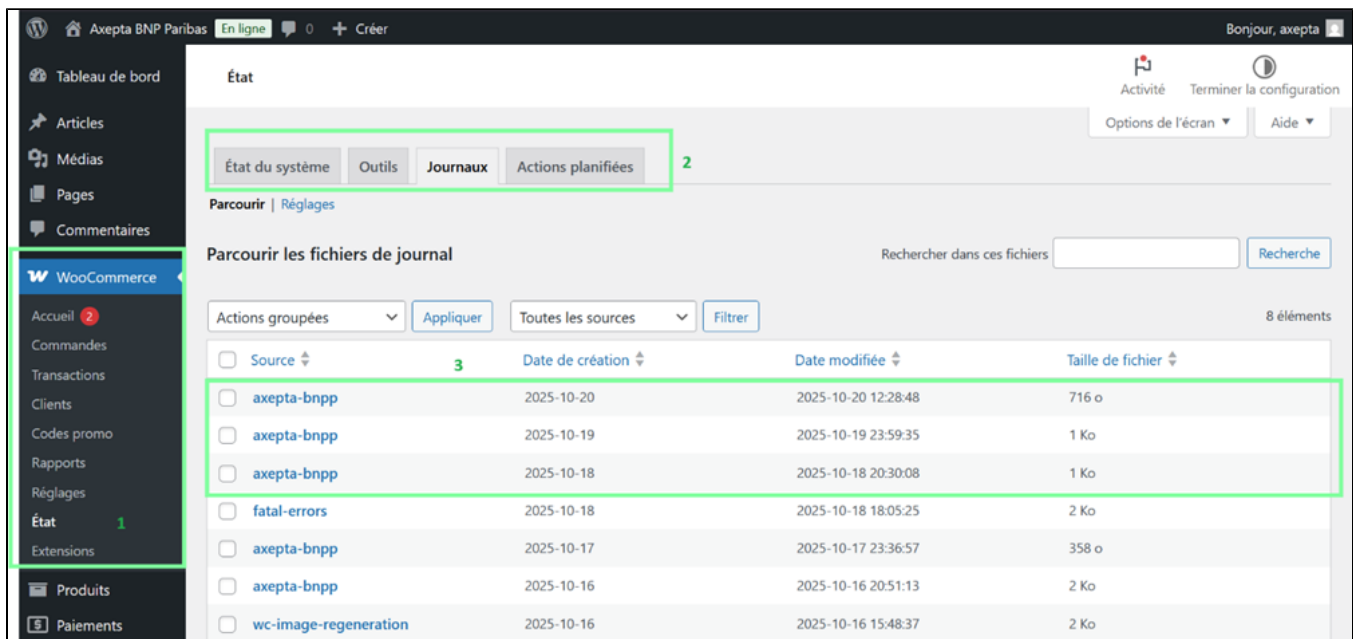 Axepta BNP Paribas En ligne 0 + Créer Bonjour, axepta
Tableau de bord
Articles
Médias
Pages
Commentaires
WooCommerce
Accueil 2
Commandes
Transactions
Clients
Codes promo
Rapports
Réglages
État 1
Extensions
Produits
Paiements
État
Activité Terminer la configuration
Options de l'écran ▼ Aide ▼
État du système Outils Journaux Actions planifiées 2
Parcourir | Réglages
Parcourir les fichiers de journal Rechercher dans ces fichiers Recherche
Actions groupées Appliquer Toutes les sources Filtrer 8 éléments
Source 3 Date de création Date modifiée Taille de fichier
axepta-bnpp 2025-10-20 2025-10-20 12:28:48 716 o
axepta-bnpp 2025-10-19 2025-10-19 23:59:35 1 Ko
axepta-bnpp 2025-10-18 2025-10-18 20:30:08 1 Ko
fatal-errors 2025-10-18 2025-10-18 18:05:25 2 Ko
axepta-bnpp 2025-10-17 2025-10-17 23:36:57 358 o
axepta-bnpp 2025-10-16 2025-10-16 20:51:13 2 Ko
wc-image-regeneration 2025-10-16 2025-10-16 15:48:37 2 Ko